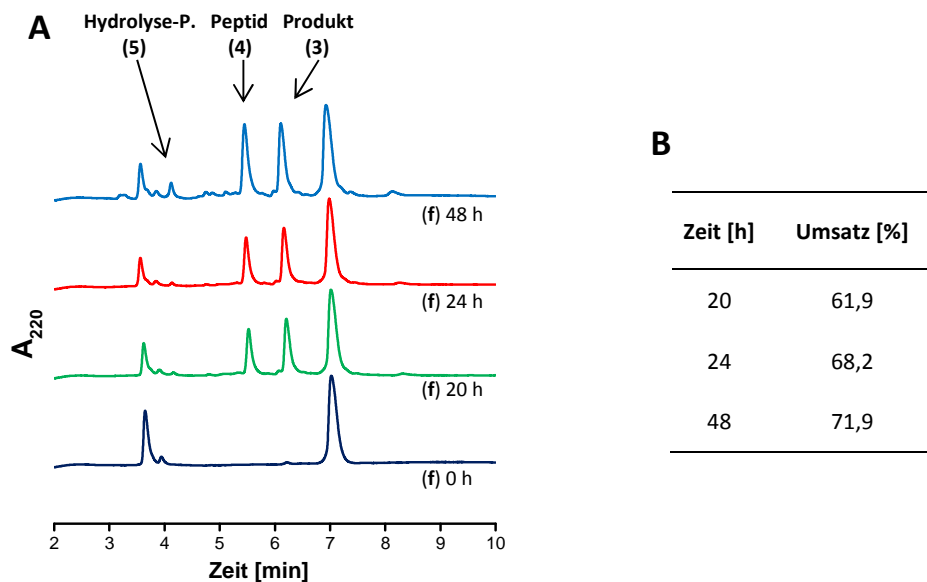 A
Hydrolyse-P. Peptid Produkt
(5) (4) (3)
(f) 48 h
(f) 24 h
(f) 20 h
(f) 0 h
A220
2 3 4 5 6 7 8 9 10
Zeit [min]
B
Zeit [h] Umsatz [%]
20 61,9
24 68,2
48 71,9